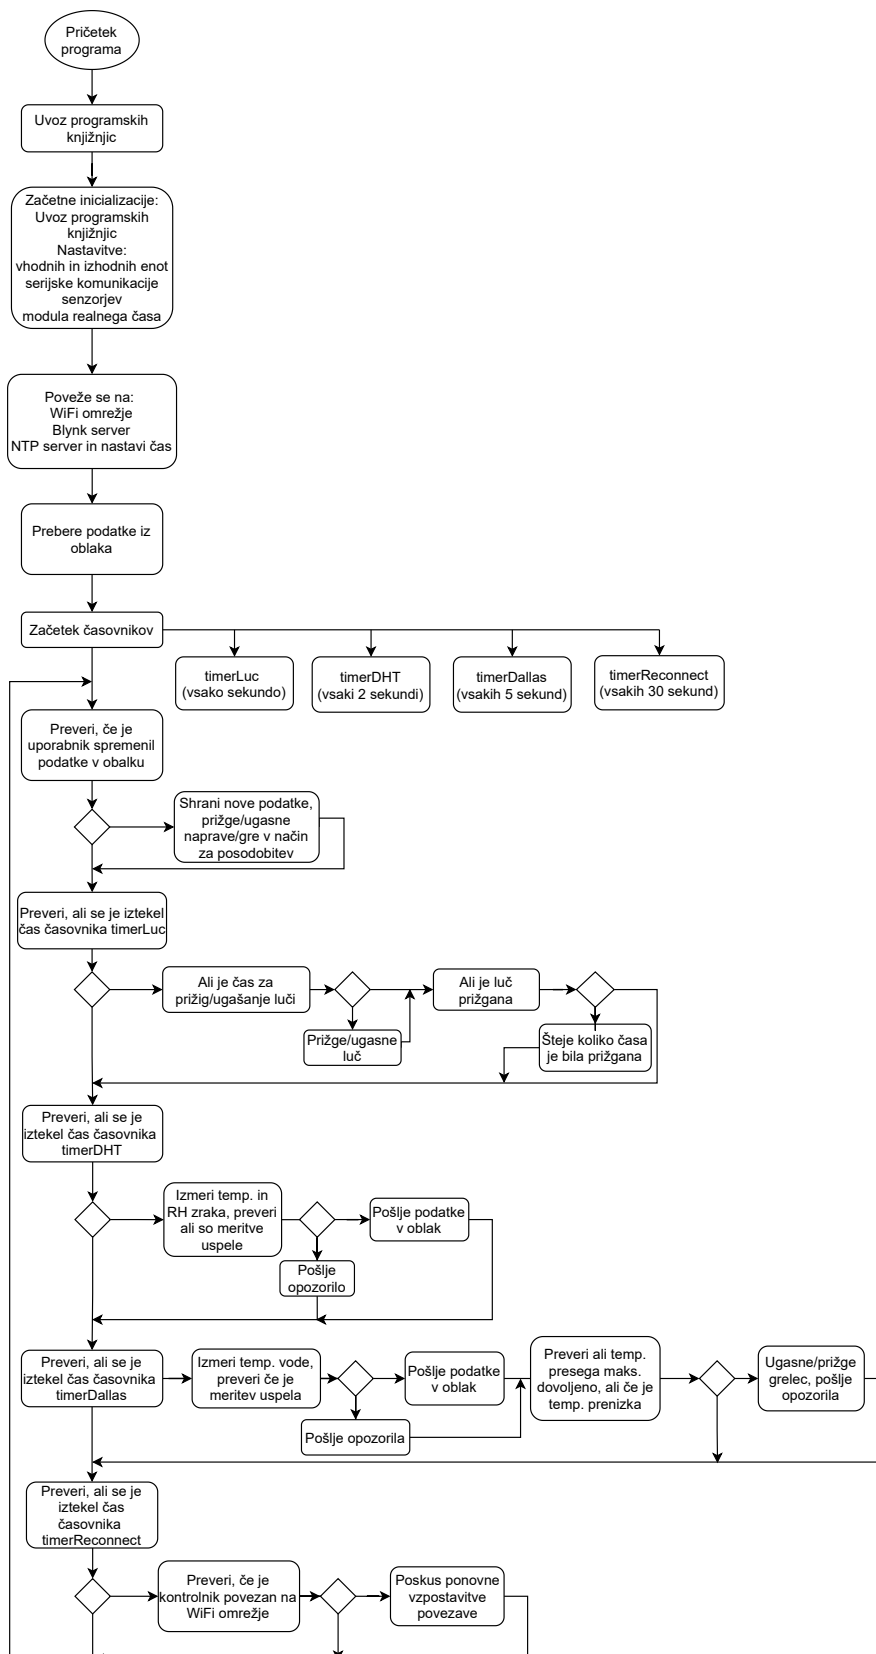 Pričetek
programa
Uvoz programskih
knjižnjic
Začetne inicializacije:
Uvoz programskih
knjižnjic
Nastavitve:
vhodnih in izhodnih enot
serijske komunikacije
senzorjev
modula realnega časa
Poveže se na:
WiFi omrežje
Blynk server
NTP server in nastavi čas
Prebere podatke iz
oblaka
Začetek časovnikov
timerLuc
(vsako sekundo)
timerDHT
(vsaki 2 sekundi)
timerDallas
(vsakih 5 sekund)
timerReconnect
(vsakih 30 sekund)
Preveri, če je
uporabnik spremenil
podatke v obalku
Shrani nove podatke,
prižge/ugasne
naprave/gre v način
za posodobitev
Preveri, ali se je iztekel
čas časovnika timerLuc
Ali je čas za
prižig/ugašanje luči
Prižge/ugasne
luč
Ali je luč
prižgana
Šteje koliko časa
je bila prižgana
Preveri, ali se je
iztekel čas časovnika
timerDHT
Izmeri temp. in
RH zraka, preveri
ali so meritve
uspele
Pošlje podatke
v oblak
Pošlje
opozorilo
Preveri, ali se je
iztekel čas časovnika
timerDallas
Izmeri temp. vode,
preveri če je
meritev uspela
Pošlje podatke
v oblak
Pošlje opozorila
Preveri ali temp.
presega maks.
dovoljeno, ali če je
temp. prenizka
Ugasne/prižge
grelec, pošlje
opozorila
Preveri, ali se je
iztekel čas
časovnika
timerReconnect
Preveri, če je
kontrolnik povezan na
WiFi omrežje
Poskus ponovne
vzpostavitve
povezave